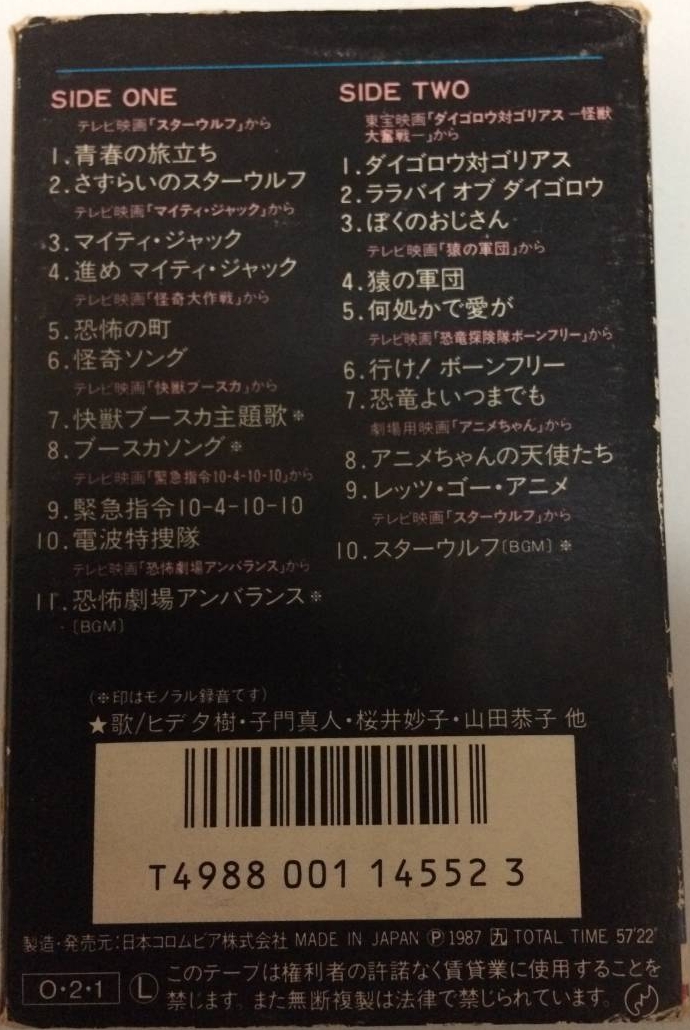 SIDE ONE
テレビ映画「スターウルフ」から
1.青春の旅立ち
2.さすらいのスターウルフ
テレビ映画「マイティ・ジャック」から
3.マイティ・ジャック
4.進め マイティ・ジャック
テレビ映画「怪奇大作戦」から
5.恐怖の町
6.怪奇ソング
テレビ映画「快獣ブースカ」から
7.快獣ブースカ主題歌※
8.ブースカソング※
テレビ映画「緊急指令10-4-10-10」から
9.緊急指令10-4-10-10
10.電波特捜隊
テレビ映画「恐怖劇場アンバランス」から
11.恐怖劇場アンバランス※
[BGM]
SIDE TWO
東宝映画「ダイゴロウ対ゴリアス ―怪獣
大奮戦―」から
1.ダイゴロウ対ゴリアス
2.ララバイ オブ ダイゴロウ
3.ぼくのおじさん
テレビ映画「猿の軍団」から
4.猿の軍団
5.何処かで愛が
テレビ映画「恐竜探険隊ボーンフリー」から
6.行け! ボーンフリー
7.恐竜よいつまでも
劇場用映画「アニメちゃん」から
8.アニメちゃんの天使たち
9.レッツ・ゴー・アニメ
テレビ映画「スターウルフ」から
10.スターウルフ[BGM]※
(※印はモノラル録音です)
★歌/ヒデ夕樹・子門真人・桜井妙子・山田恭子 他
T4988 001 14552 3
製造・発売元:日本コロムビア株式会社 MADE IN JAPAN Ⓟ1987 九 TOTAL TIME 57'22"
O・2・1 Ⓛ このテープは権利者の許諾なく賃貸業に使用することを
禁じます。また無断複製は法律で禁じられています。